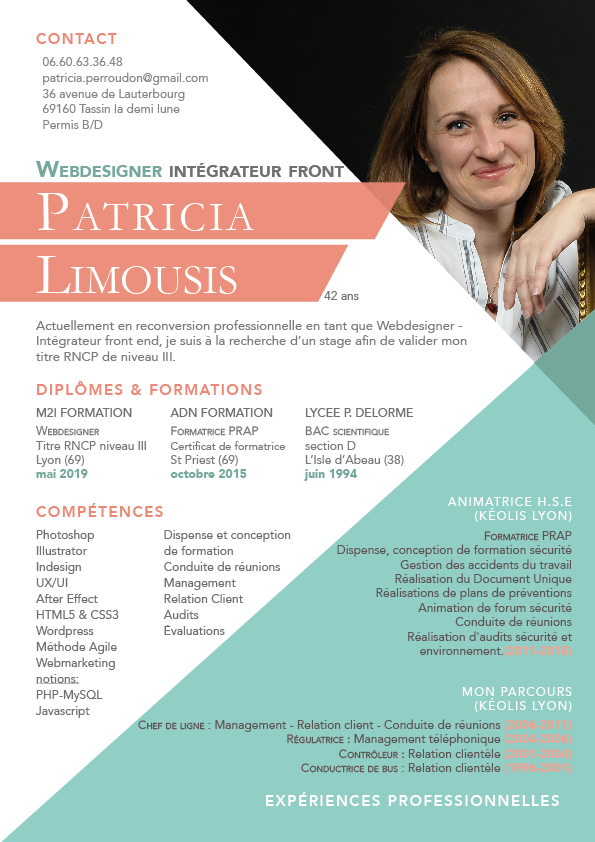 CONTACT
06.60.63.36.48
patricia.perroudon@gmail.com
36 avenue de Lauterbourg
69160 Tassin la demi lune
Permis B/D
WEBDESIGNER INTÉGRATEUR FRONT
PATRICIA
LIMOUSIS
42 ans
Actuellement en reconversion professionnelle en tant que Webdesigner -
Intégrateur front end, je suis à la recherche d'un stage afin de valider mon
titre RNCP de niveau III.
DIPLÔMES & FORMATIONS
M2I FORMATION
WEBDESIGNER
Titre RNCP niveau III
Lyon (69)
mai 2019
ADN FORMATION
FORMATRICE PRAP
Certificat de formatrice
St Priest (69)
octobre 2015
LYCEE P. DELORME
BAC SCIENTIFIQUE
section D
L'Isle d'Abeau (38)
juin 1994
COMPÉTENCES
Photoshop
Illustrator
Indesign
UX/UI
After Effect
HTML5 & CSS3
Wordpress
Méthode Agile
Webmarketing
notions:
PHP-MySQL
Javascript
Dispense et conception
de formation
Conduite de réunions
Management
Relation Client
Audits
Évaluations
ANIMATRICE H.S.E
(KÉOLIS LYON)
FORMATRICE PRAP
Dispense, conception de formation sécurité
Gestion des accidents du travail
Réalisation du Document Unique
Réalisations de plans de préventions
Animation de forum sécurité
Conduite de réunions
Réalisation d'audits sécurité et
environnement.(2011-2018)
MON PARCOURS
(KÉOLIS LYON)
CHEF DE LIGNE : Management - Relation client - Conduite de réunions (2006-2011)
RÉGULATRICE : Management téléphonique (2004-2006)
CONTRÔLEUR : Relation clientèle
CONDUCTRICE DE BUS : Relation clientèle
EXPÉRIENCES PROFESSIONNELLES